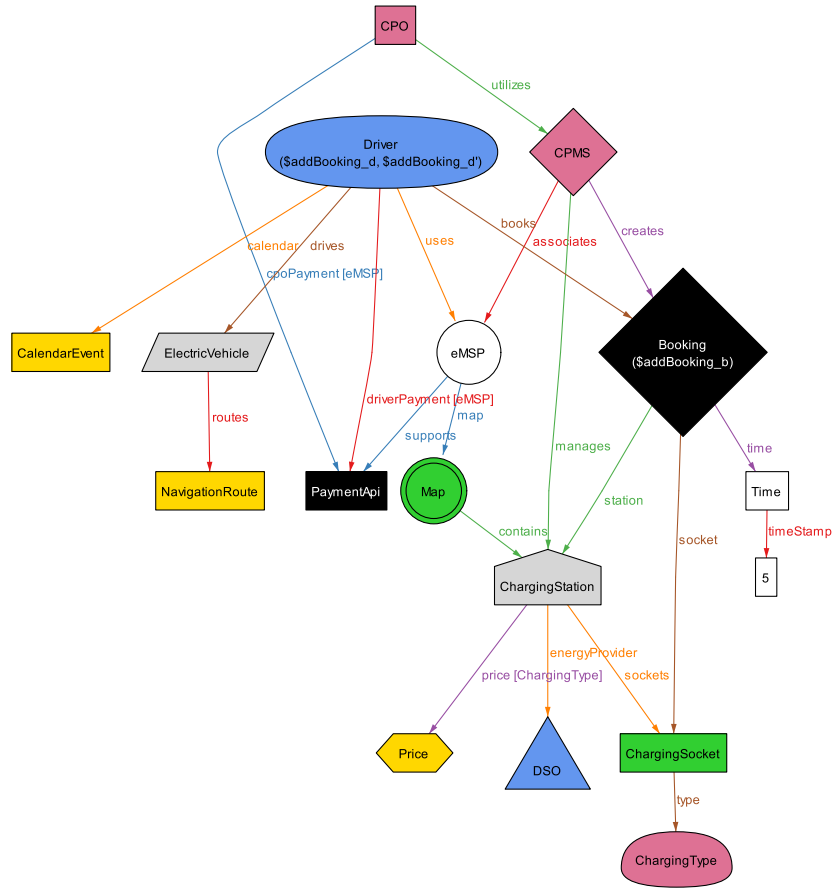 CPO
utilizes
Driver
($addBooking_d, $addBooking_d')
CPMS
books
creates
associates
uses
calendar
drives
cpoPayment [eMSP]
CalendarEvent
ElectricVehicle
eMSP
Booking
($addBooking_b)
driverPayment [eMSP]
routes
map
supports
manages
time
NavigationRoute
PaymentApi
Map
station
Time
contains
socket
timeStamp
ChargingStation
5
energyProvider
price [ChargingType]
sockets
Price
DSO
ChargingSocket
type
ChargingType